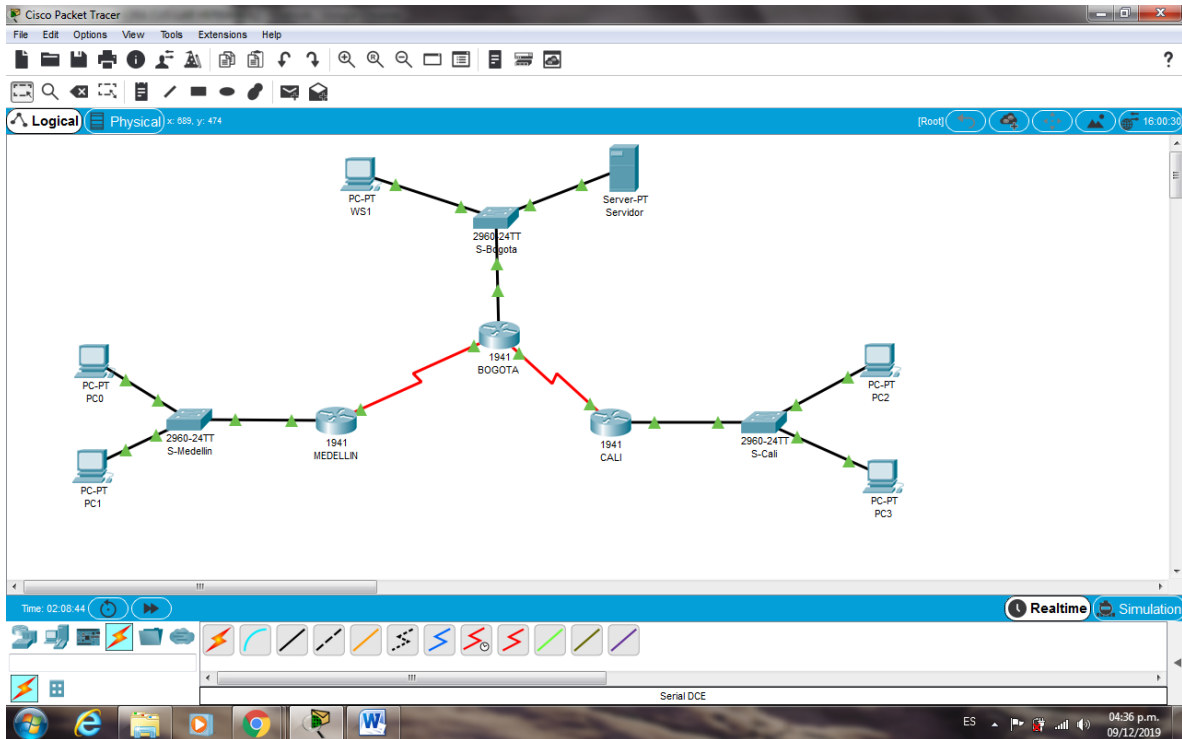 Cisco Packet Tracer
File Edit Options View Tools Extensions Help
?
Logical Physical x: 689, y: 474 [Root] 16:00:30
PC-PT
WS1
Server-PT
Servidor
2960-24TT
S-Bogota
1941
BOGOTA
PC-PT
PC0
2960-24TT
S-Medellin
1941
MEDELLIN
PC-PT
PC1
1941
CALI
2960-24TT
S-Cali
PC-PT
PC2
PC-PT
PC3
Time: 02:08:44 Realtime Simulation
Serial DCE
ES 04:36 p.m.
09/12/2019